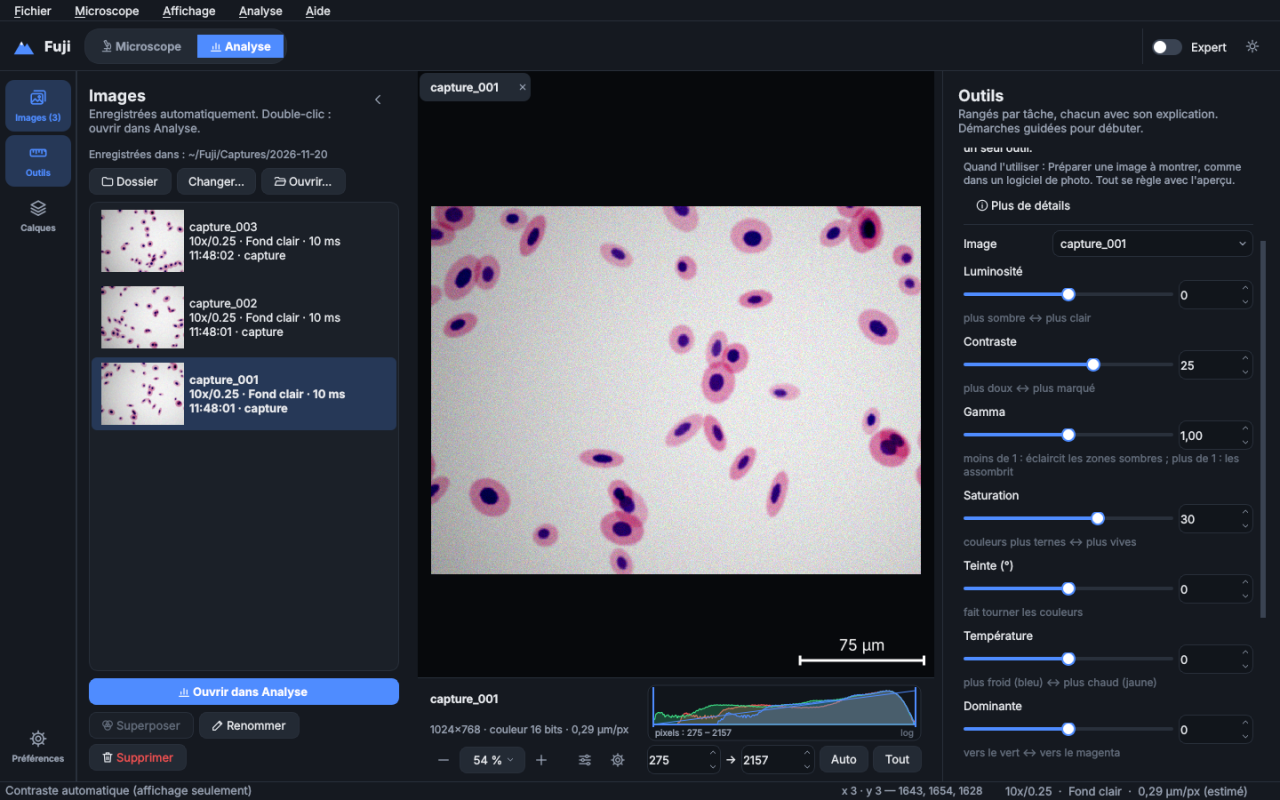 Fichier Microscope Affichage Analyse Aide
Fuji Microscope Analyse Expert
Images (3)
Outils
Calques
Préférences
Images
Enregistrées automatiquement. Double-clic :
ouvrir dans Analyse.
Enregistrées dans : ~/Fuji/Captures/2026-11-20
Dossier Changer... Ouvrir...
capture_003
10x/0.25 · Fond clair · 10 ms
11:48:02 · capture
capture_002
10x/0.25 · Fond clair · 10 ms
11:48:01 · capture
capture_001
10x/0.25 · Fond clair · 10 ms
11:48:01 · capture
Ouvrir dans Analyse
Superposer Renommer
Supprimer
capture_001 ×
75 µm
capture_001
1024×768 · couleur 16 bits · 0,29 µm/px
pixels : 275 – 2157 log
54 % 275 → 2157 Auto Tout
Outils
Rangés par tâche, chacun avec son explication.
Démarches guidées pour débuter.
un seul outil.
Quand l'utiliser : Préparer une image à montrer, comme
dans un logiciel de photo. Tout se règle avec l'aperçu.
Plus de détails
Image capture_001
Luminosité
0
plus sombre ↔ plus clair
Contraste
25
plus doux ↔ plus marqué
Gamma
1,00
moins de 1 : éclaircit les zones sombres ; plus de 1 : les
assombrit
Saturation
30
couleurs plus ternes ↔ plus vives
Teinte (°)
0
fait tourner les couleurs
Température
0
plus froid (bleu) ↔ plus chaud (jaune)
Dominante
0
vers le vert ↔ vers le magenta
Contraste automatique (affichage seulement) x 3 · y 3 — 1643, 1654, 1628 10x/0.25 · Fond clair · 0,29 µm/px (estimé)